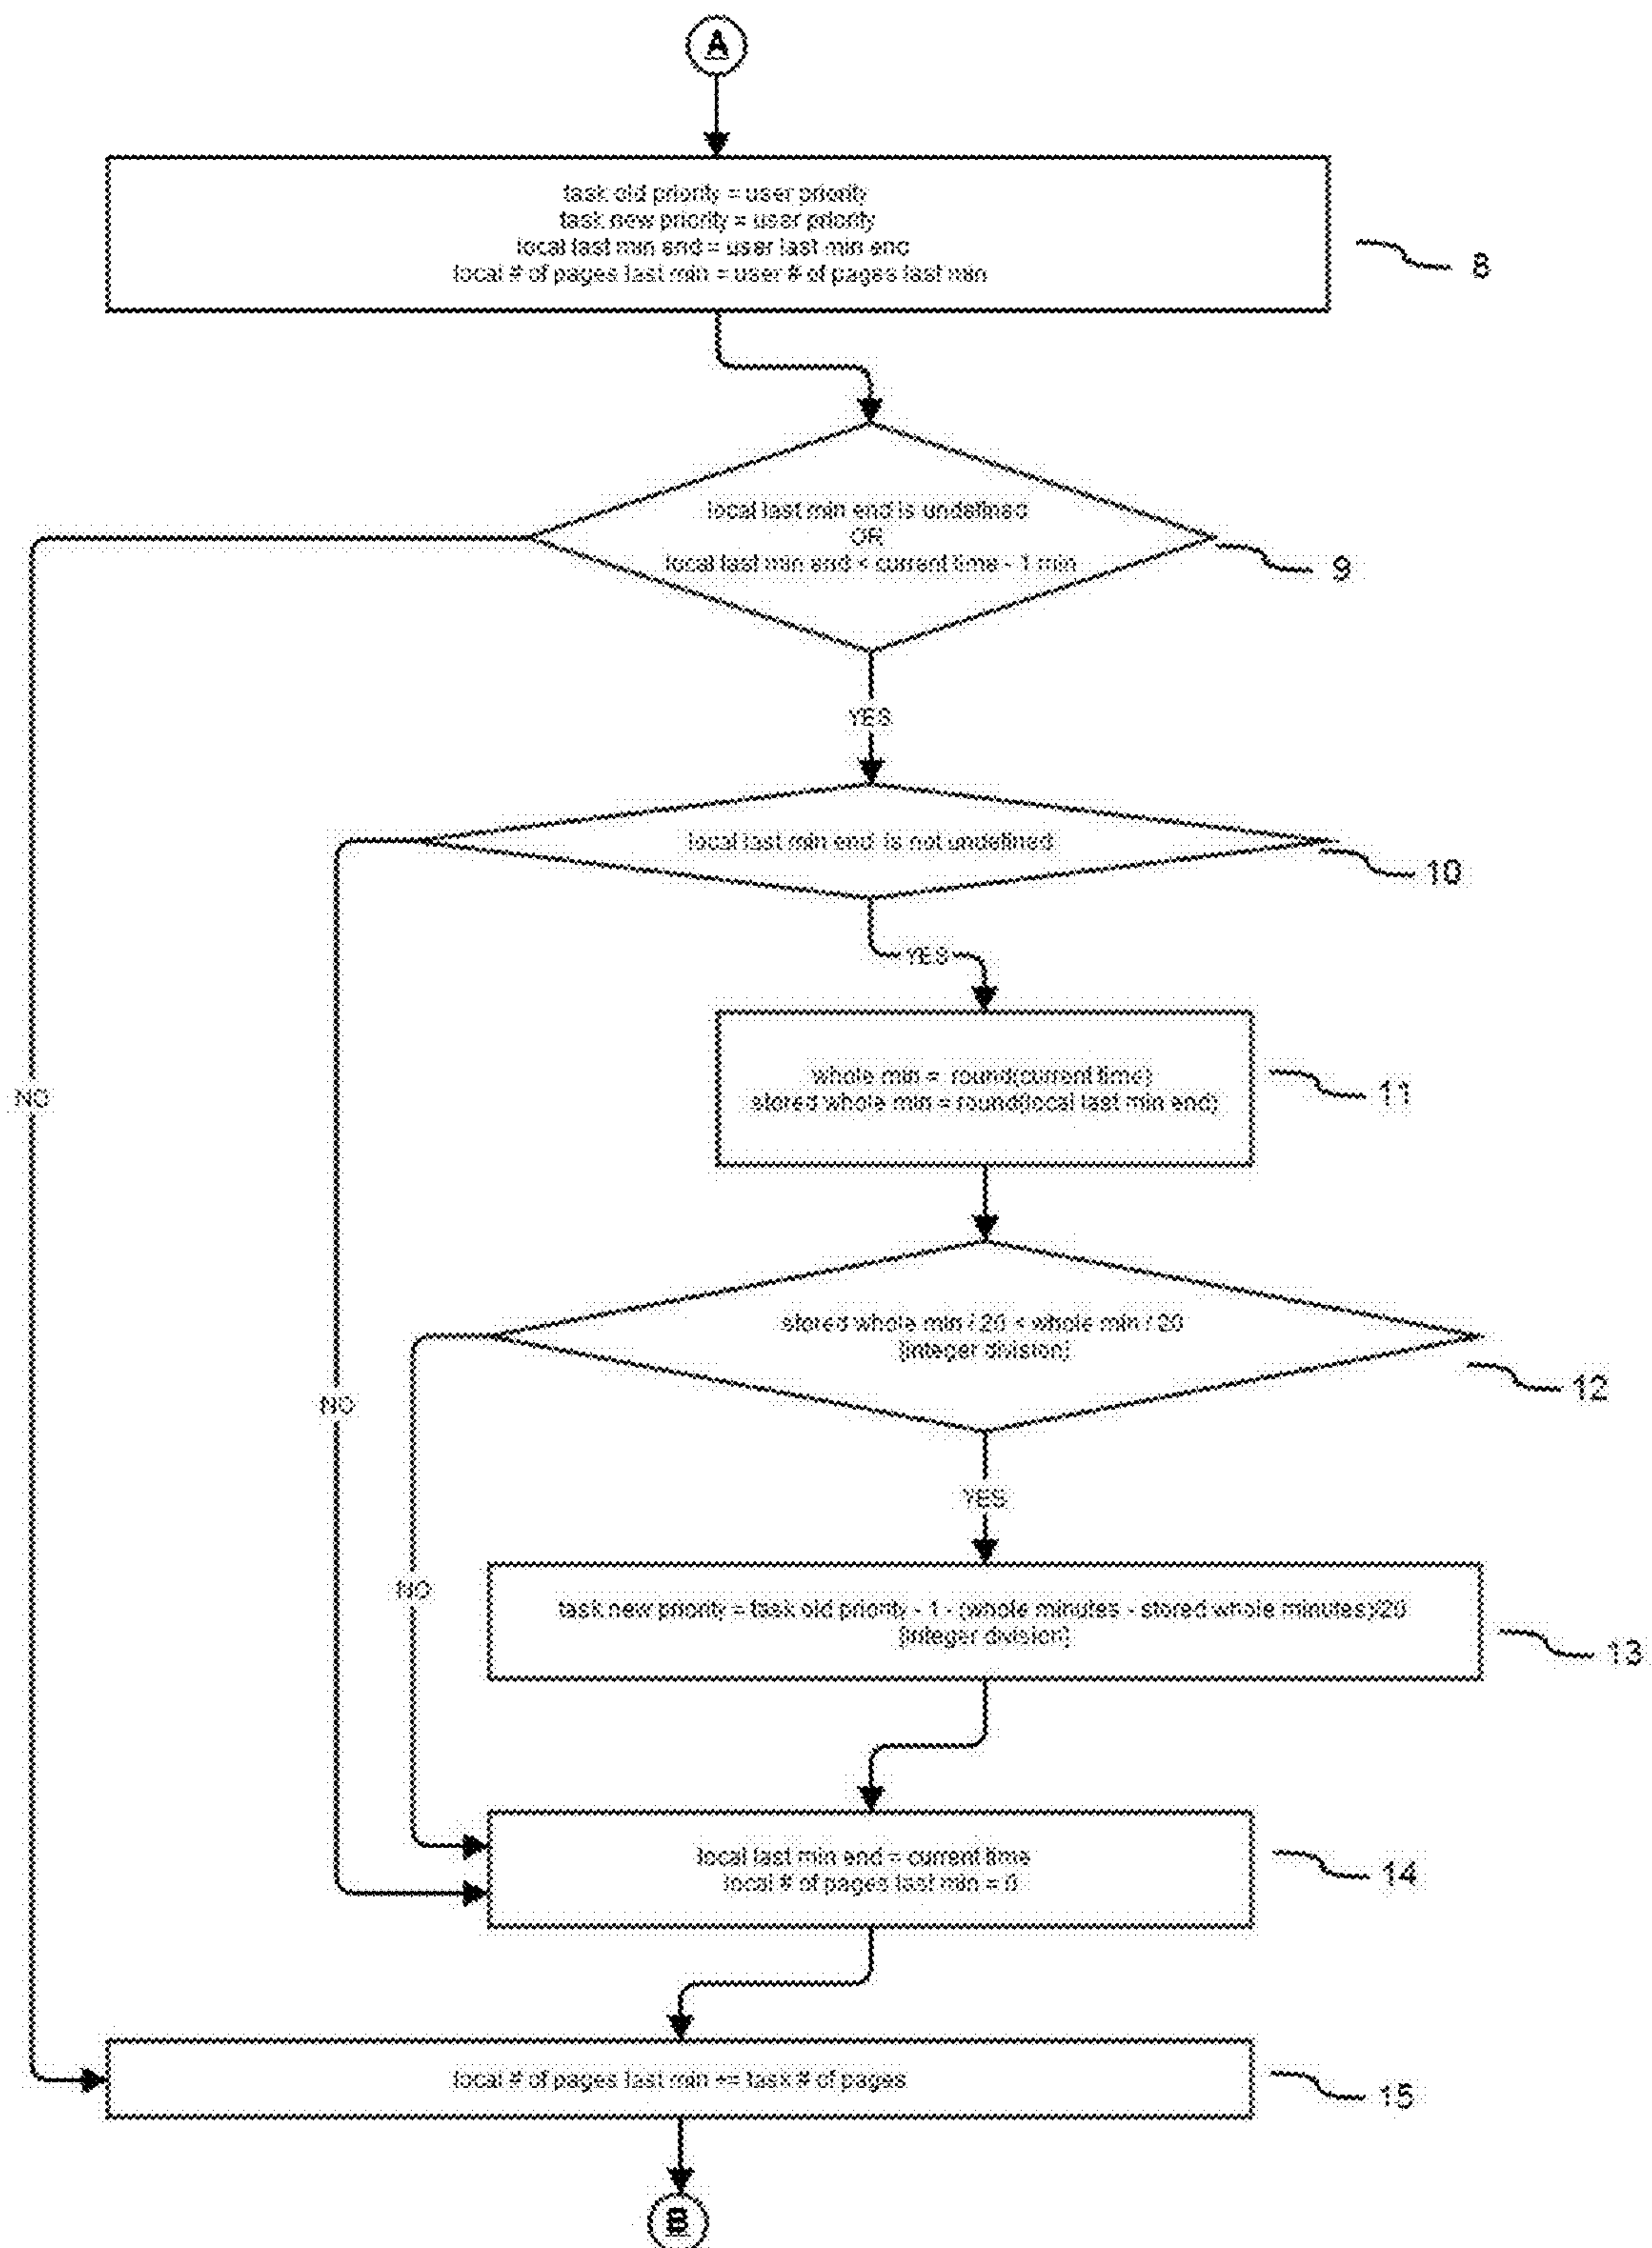 A
task old priority = user priority
task new priority = user priority
local last min end = user last min end
local # of pages last min = user # of pages last min
8
local last min end is undefined
OR
local last min end < current time - 1 min
9
YES
local last min end is not undefined
10
YES
whole min = round(current time)
stored whole min = round(local last min end)
11
NO
stored whole min / 20 < whole min / 20
(integer division)
12
NO
YES
NO
task new priority = task old priority - 1 - (whole minutes - stored whole minutes)/20
(integer division)
13
local last min end = current time
local # of pages last min = 0
14
local # of pages last min += task # of pages
15
B